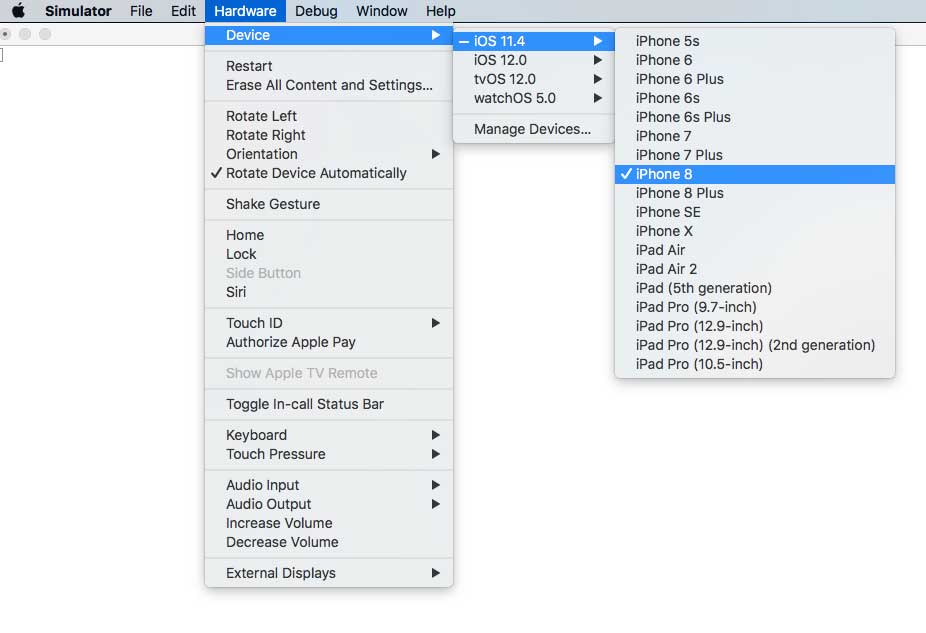 Simulator File Edit Hardware Debug Window Help
Device
Restart
Erase All Content and Settings...
Rotate Left
Rotate Right
Orientation
Rotate Device Automatically
Shake Gesture
Home
Lock
Side Button
Siri
Touch ID
Authorize Apple Pay
Show Apple TV Remote
Toggle In-call Status Bar
Keyboard
Touch Pressure
Audio Input
Audio Output
Increase Volume
Decrease Volume
External Displays
iOS 11.4
iOS 12.0
tvOS 12.0
watchOS 5.0
Manage Devices...
iPhone 5s
iPhone 6
iPhone 6 Plus
iPhone 6s
iPhone 6s Plus
iPhone 7
iPhone 7 Plus
iPhone 8
iPhone 8 Plus
iPhone SE
iPhone X
iPad Air
iPad Air 2
iPad (5th generation)
iPad Pro (9.7-inch)
iPad Pro (12.9-inch)
iPad Pro (12.9-inch) (2nd generation)
iPad Pro (10.5-inch)